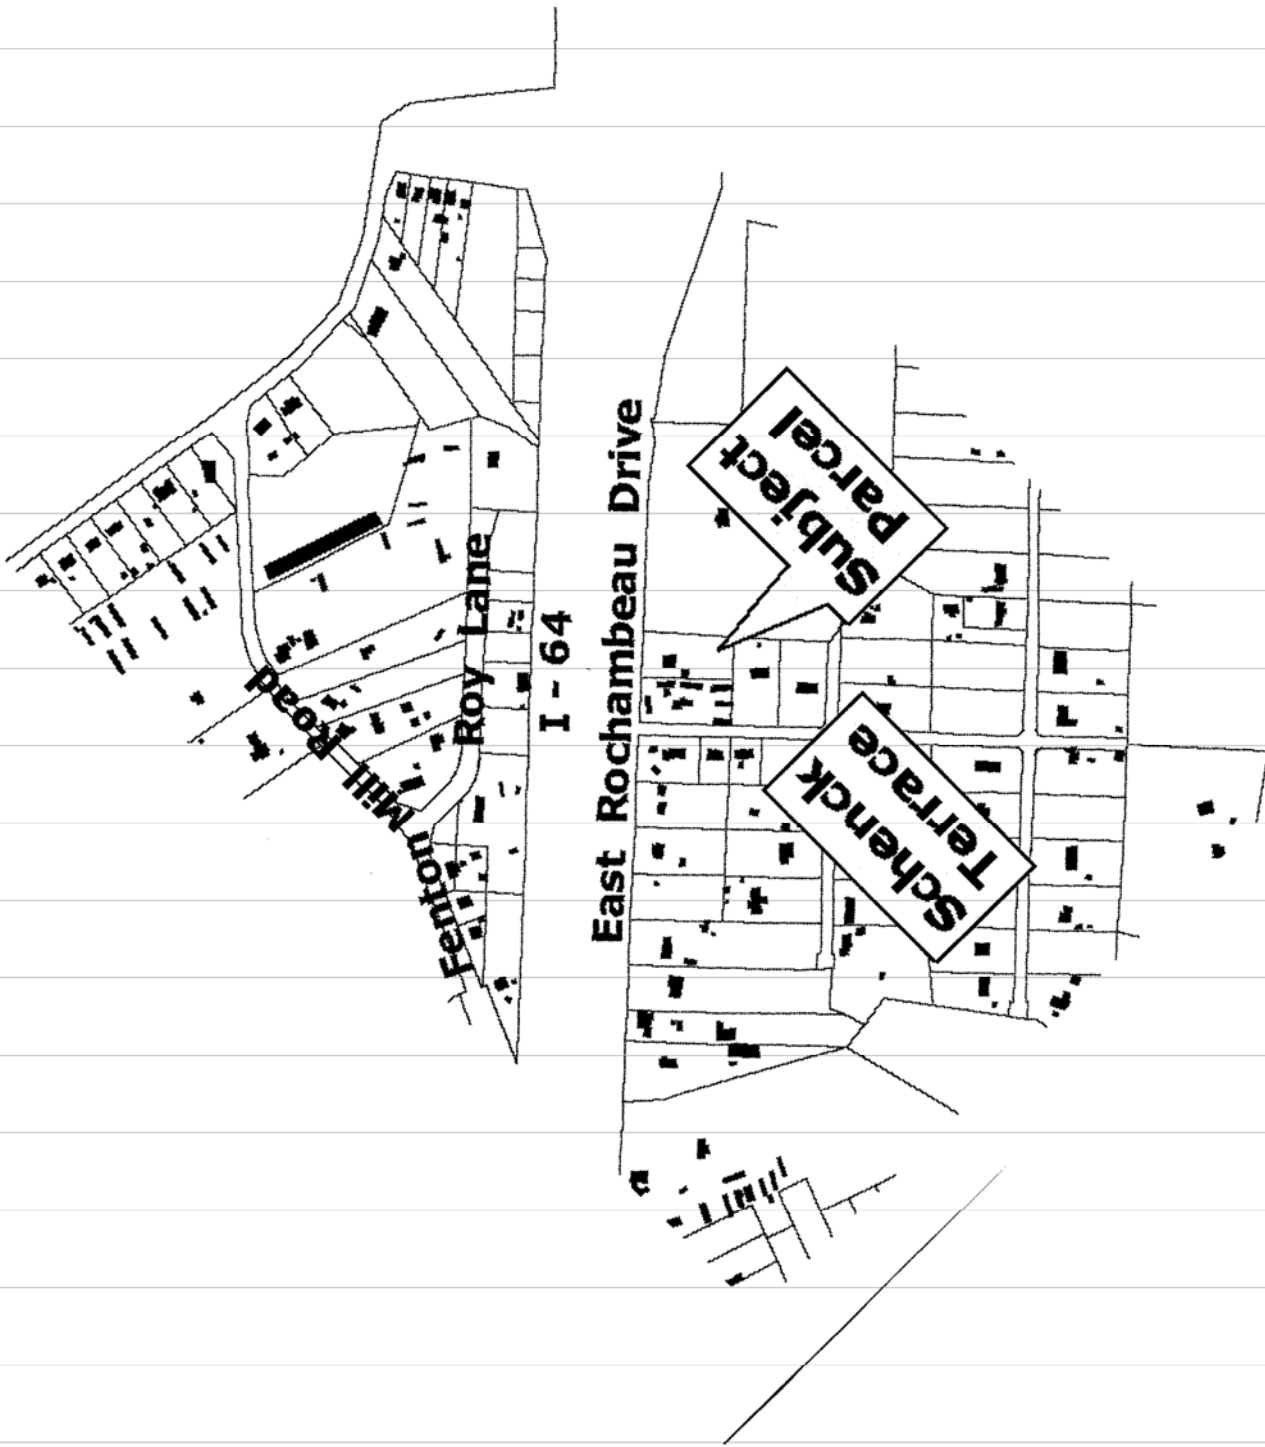 Fenton Mill Road
Roy Lane
I - 64
East Rochambeau Drive
Subject
Parcel
Schenck
Terrace